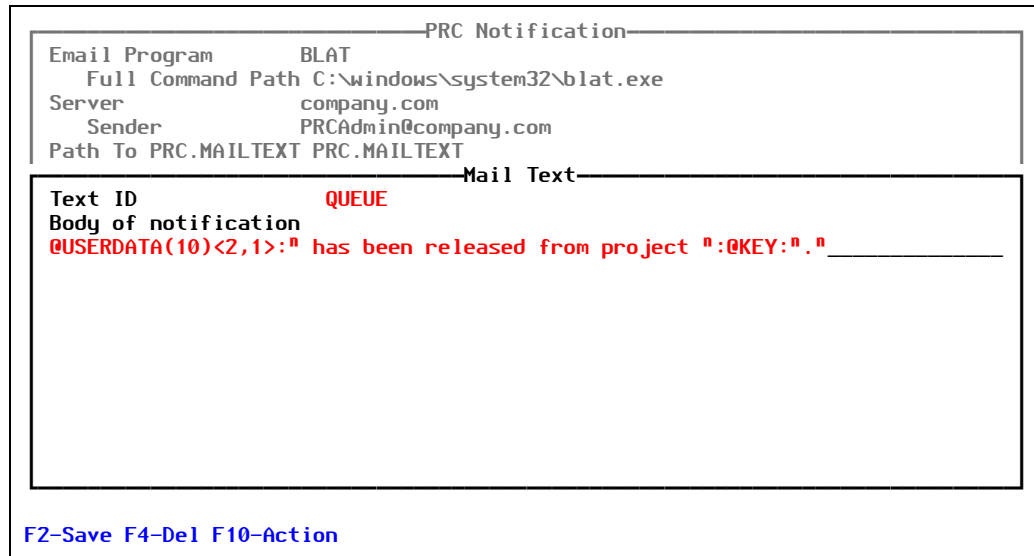 PRC Notification
Email Program BLAT
Full Command Path C:\windows\system32\blat.exe
Server company.com
Sender PRCAdmin@company.com
Path To PRC.MAILTEXT PRC.MAILTEXT
Mail Text
Text ID QUEUE
Body of notification
@USERDATA(10)<2,1>:" has been released from project ":@KEY:"."______________
F2-Save F4-Del F10-Action